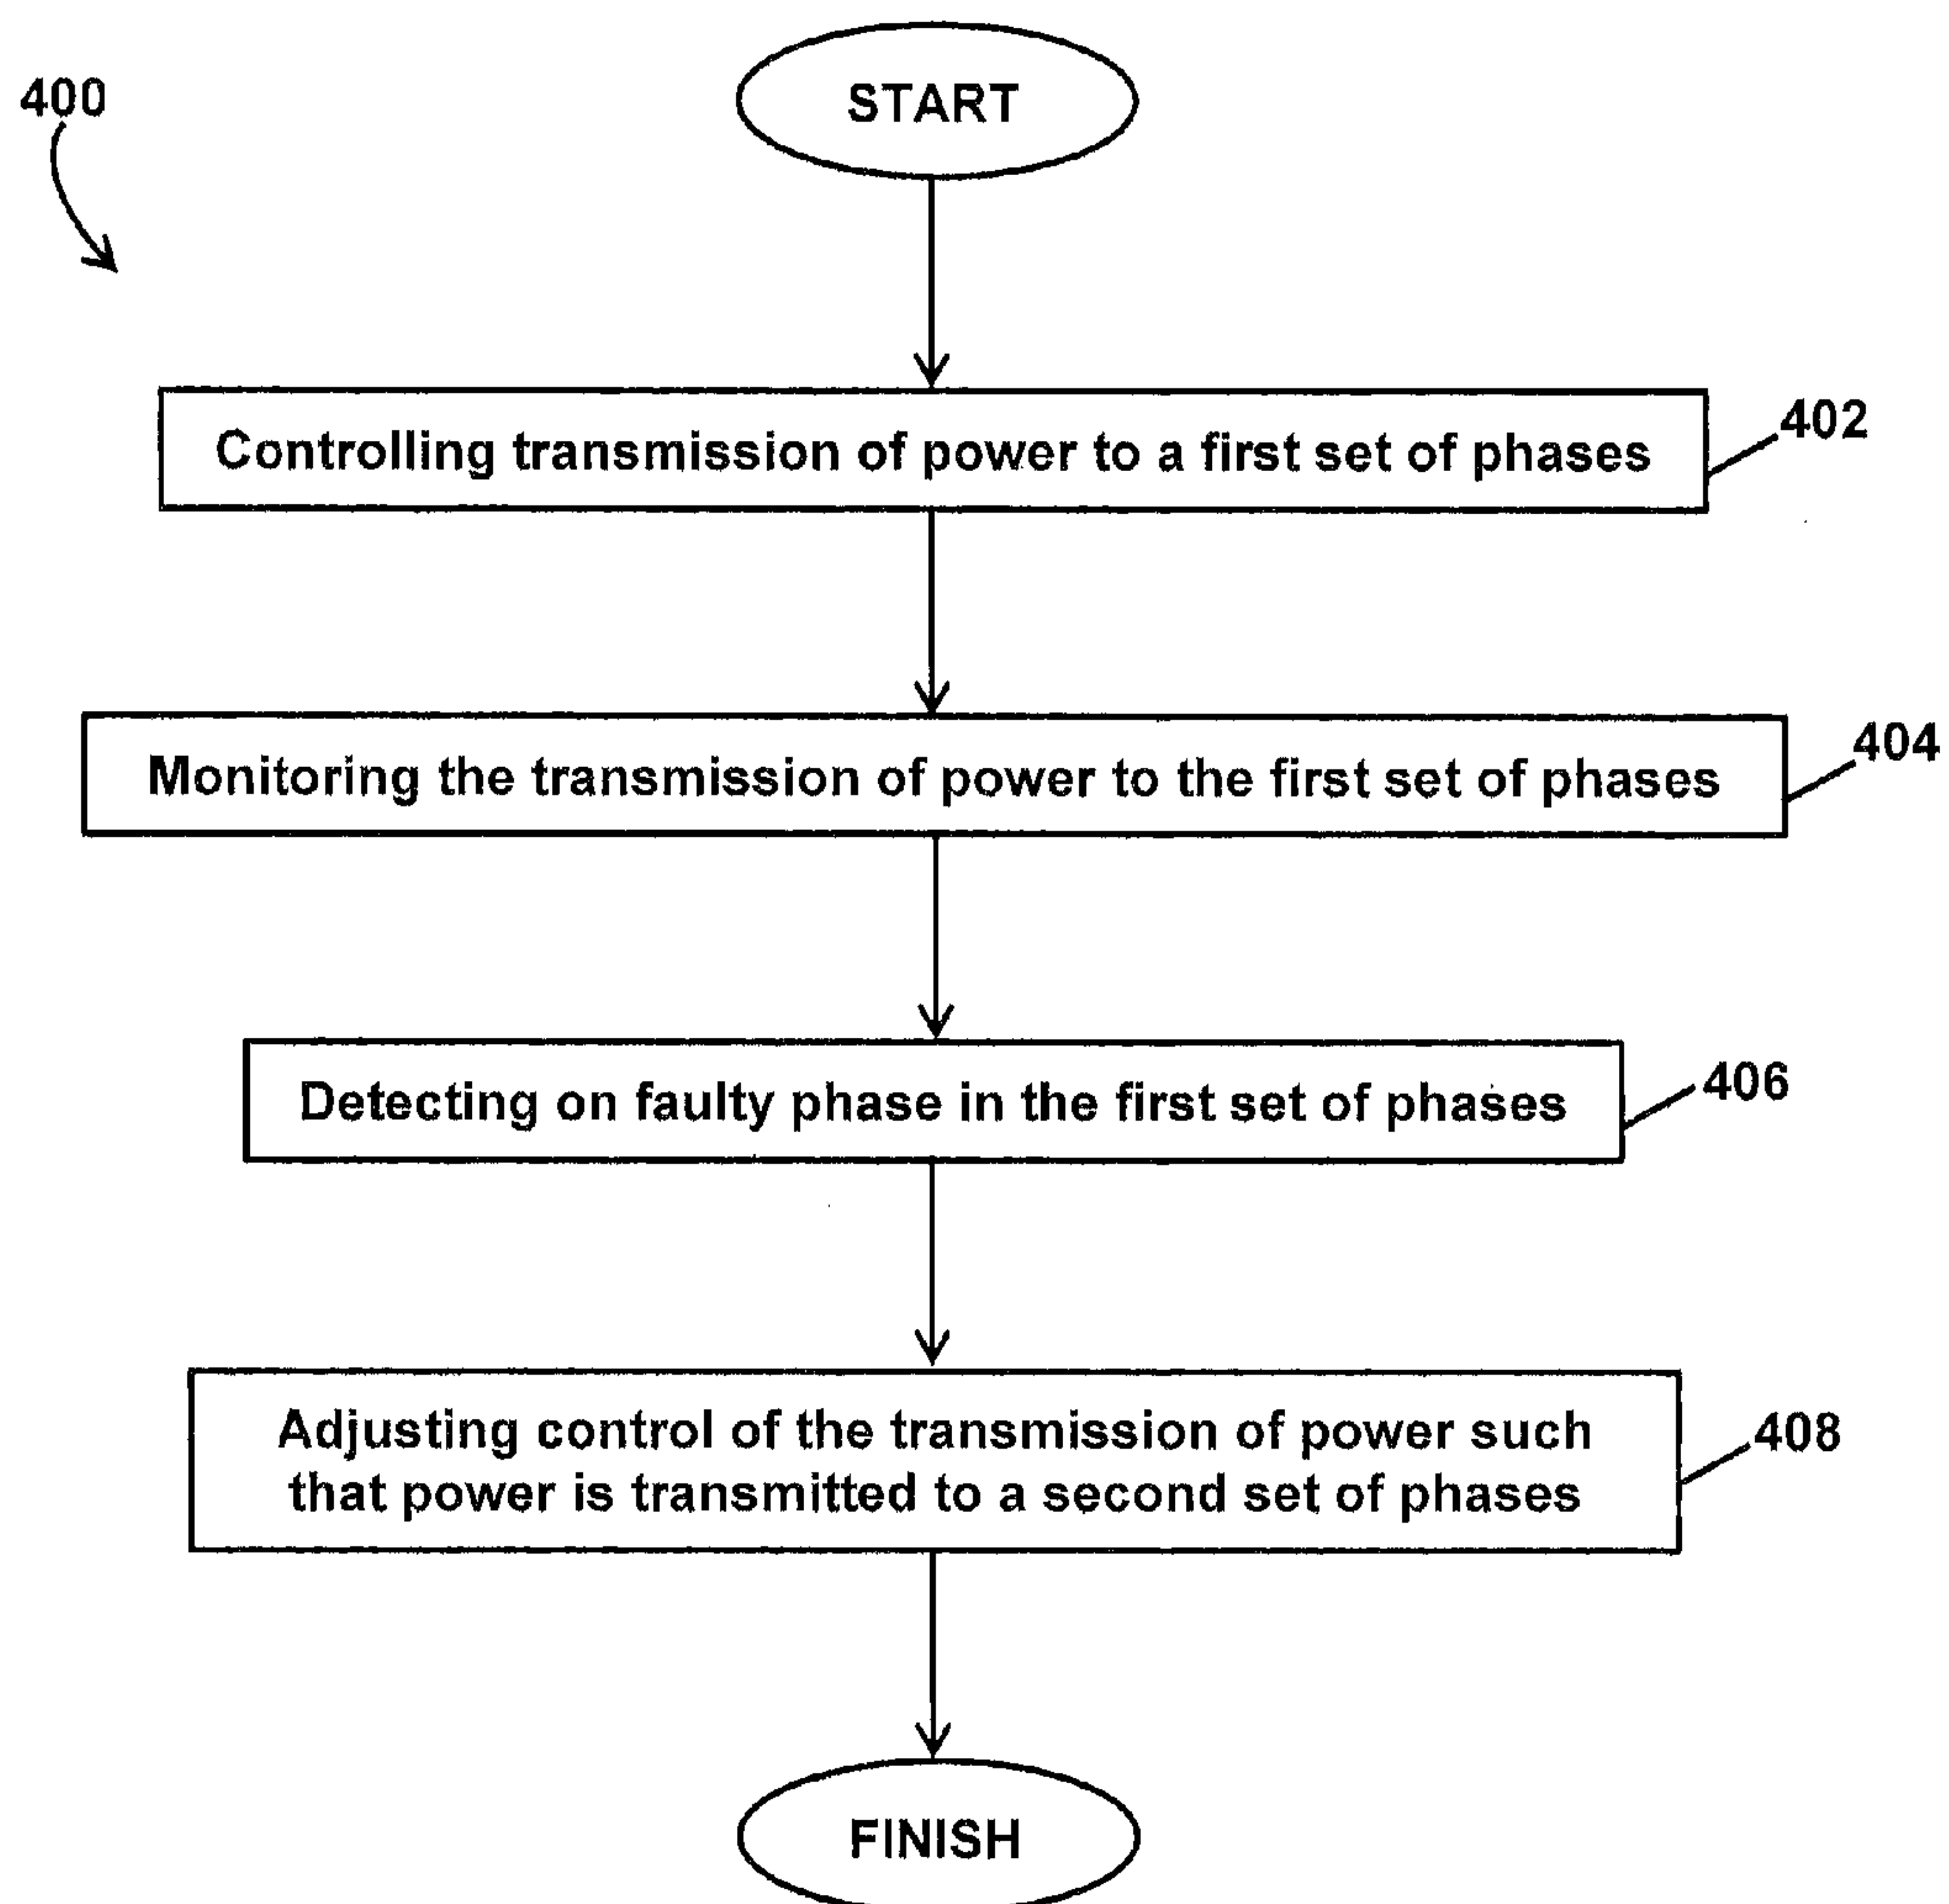 400
START
Controlling transmission of power to a first set of phases
402
Monitoring the transmission of power to the first set of phases
404
Detecting on faulty phase in the first set of phases
406
Adjusting control of the transmission of power such
that power is transmitted to a second set of phases
408
FINISH